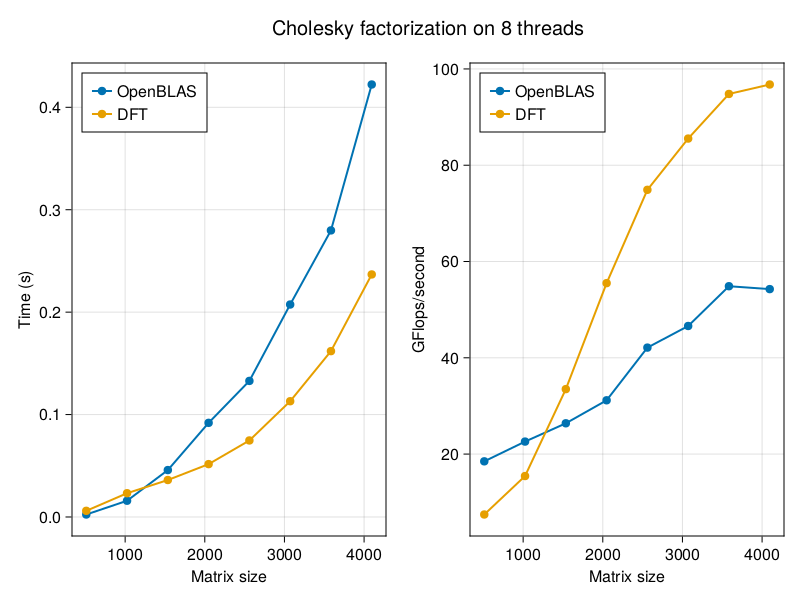 Cholesky factorization on 8 threads
OpenBLAS
DFT
Time (s)
0.4
0.3
0.2
0.1
0.0
1000 2000 3000 4000
Matrix size
OpenBLAS
DFT
GFlops/second
100
80
60
40
20
1000 2000 3000 4000
Matrix size